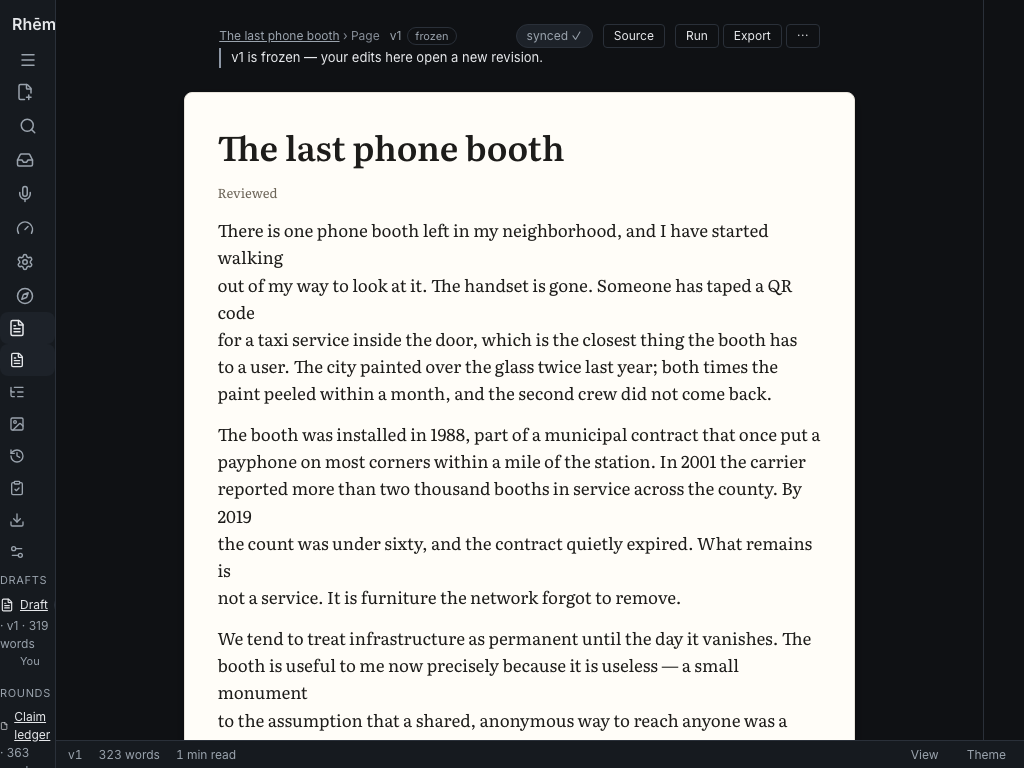 Rhēm
The last phone booth › Page v1 frozen synced ✓ Source Run Export ···
v1 is frozen — your edits here open a new revision.
The last phone booth
Reviewed
There is one phone booth left in my neighborhood, and I have started
walking
out of my way to look at it. The handset is gone. Someone has taped a QR
code
for a taxi service inside the door, which is the closest thing the booth has
to a user. The city painted over the glass twice last year; both times the
paint peeled within a month, and the second crew did not come back.
The booth was installed in 1988, part of a municipal contract that once put a
payphone on most corners within a mile of the station. In 2001 the carrier
reported more than two thousand booths in service across the county. By
2019
the count was under sixty, and the contract quietly expired. What remains
is
not a service. It is furniture the network forgot to remove.
We tend to treat infrastructure as permanent until the day it vanishes. The
booth is useful to me now precisely because it is useless — a small
monument
to the assumption that a shared, anonymous way to reach anyone was a
DRAFTS
Draft
· v1 · 319
words
You
ROUNDS
Claim
ledger
· 363
v1 323 words 1 min read View Theme